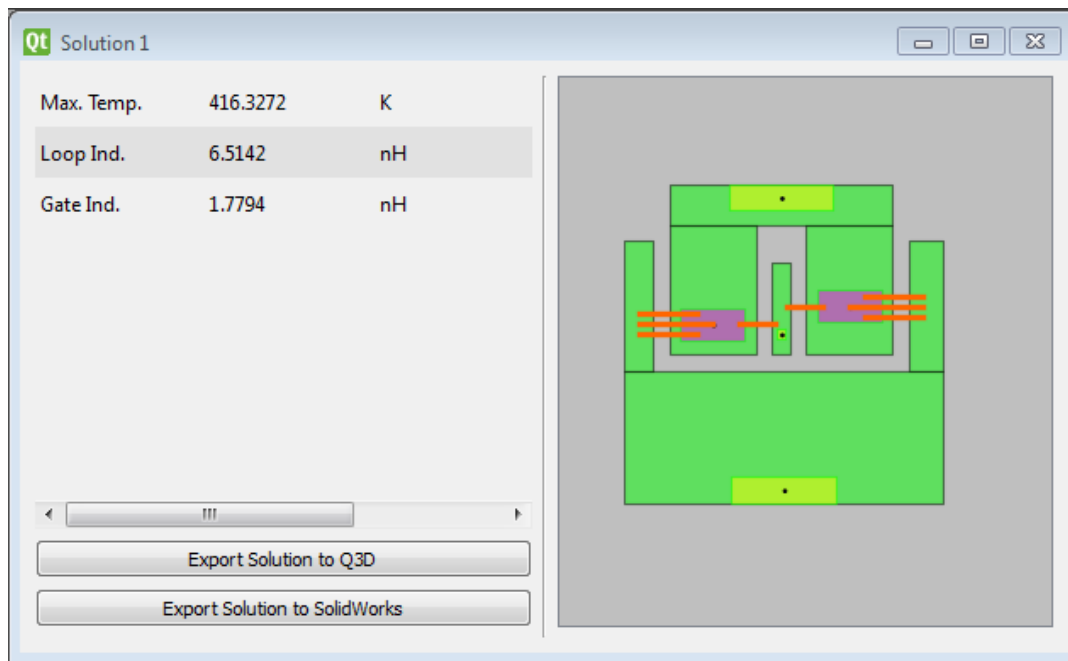 Qt Solution 1
Max. Temp. 416.3272 K
Loop Ind. 6.5142 nH
Gate Ind. 1.7794 nH
Export Solution to Q3D
Export Solution to SolidWorks